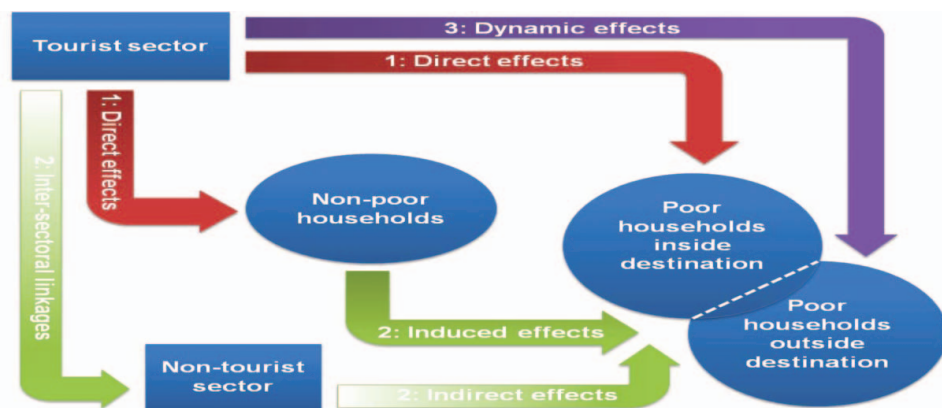 3: Dynamic effects
Tourist sector
1: Direct effects
1: Direct effects
2: Inter-sectoral linkages
Non-poor
households
Poor
households
inside
destination
2: Induced effects
Poor
households
outside
destination
Non-tourist
sector
2: Indirect effects